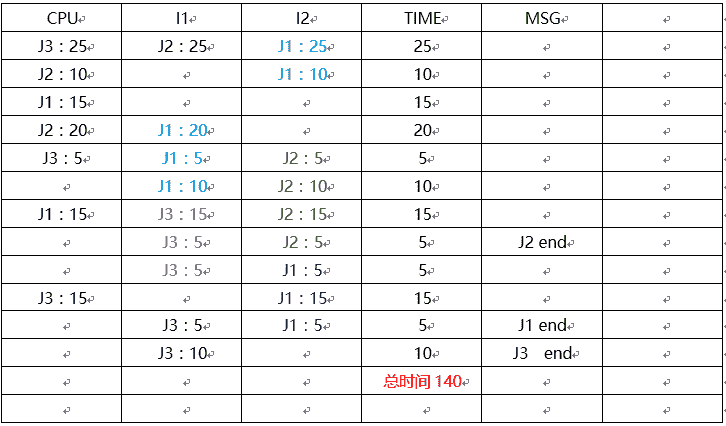 CPU I1 I2 TIME MSG
J3：25 J2：25 J1：25 25
J2：10 J1：10 10
J1：15 15
J2：20 J1：20 20
J3：5 J1：5 J2：5 5
J1：10 J2：10 10
J1：15 J3：15 J2：15 15
J3：5 J2：5 5 J2 end
J3：5 J1：5 5
J3：15 J1：15 15
J3：5 J1：5 5 J1 end
J3：10 10 J3 end
总时间 140